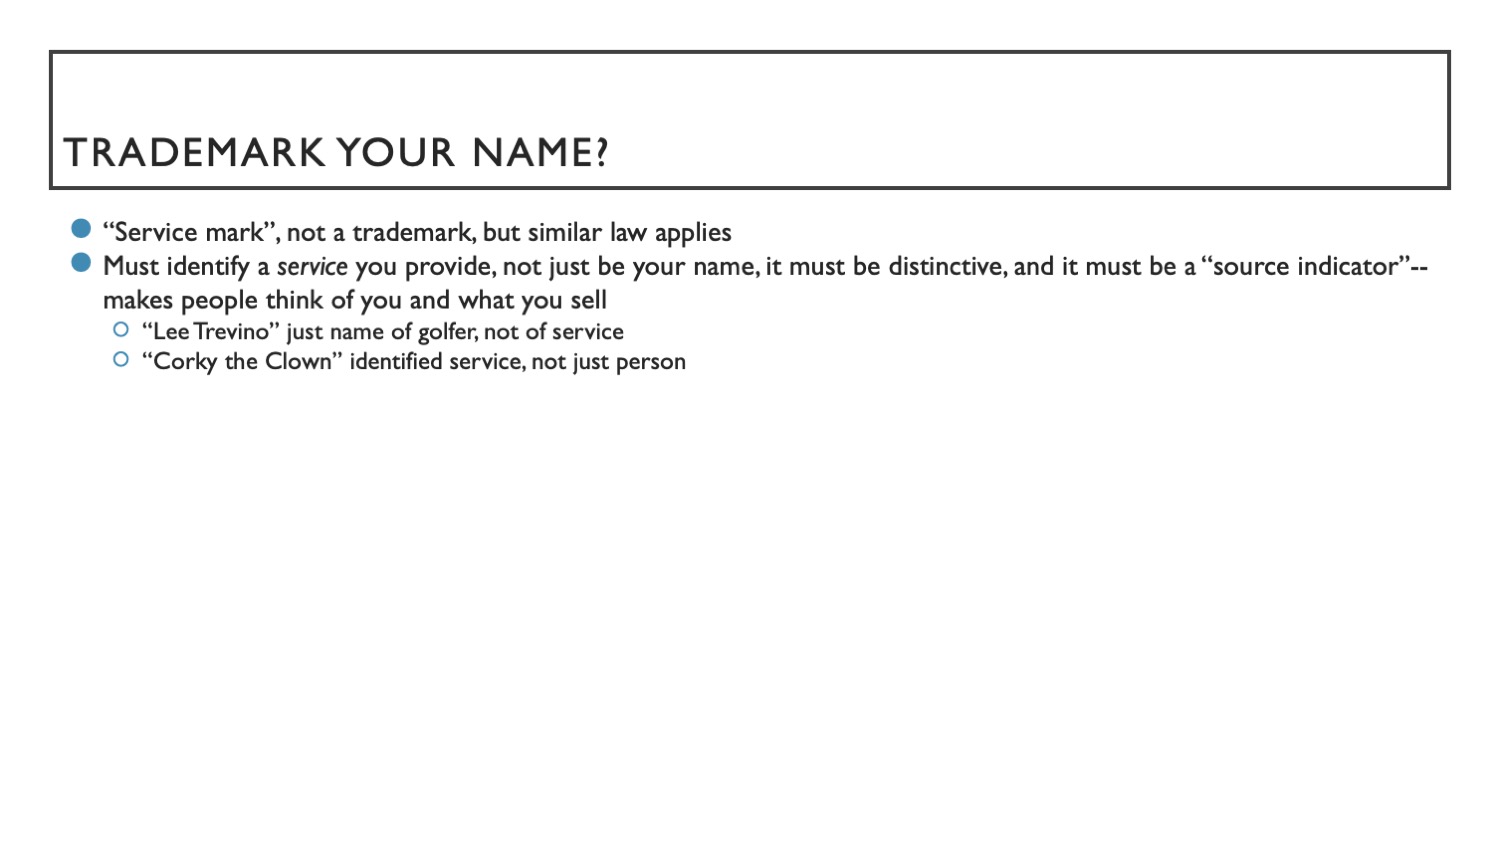 TRADEMARK YOUR NAME?
“Service mark”, not a trademark, but similar law applies
Must identify a service you provide, not just be your name, it must be distinctive, and it must be a “source indicator”--
makes people think of you and what you sell
“Lee Trevino” just name of golfer, not of service
“Corky the Clown” identified service, not just person